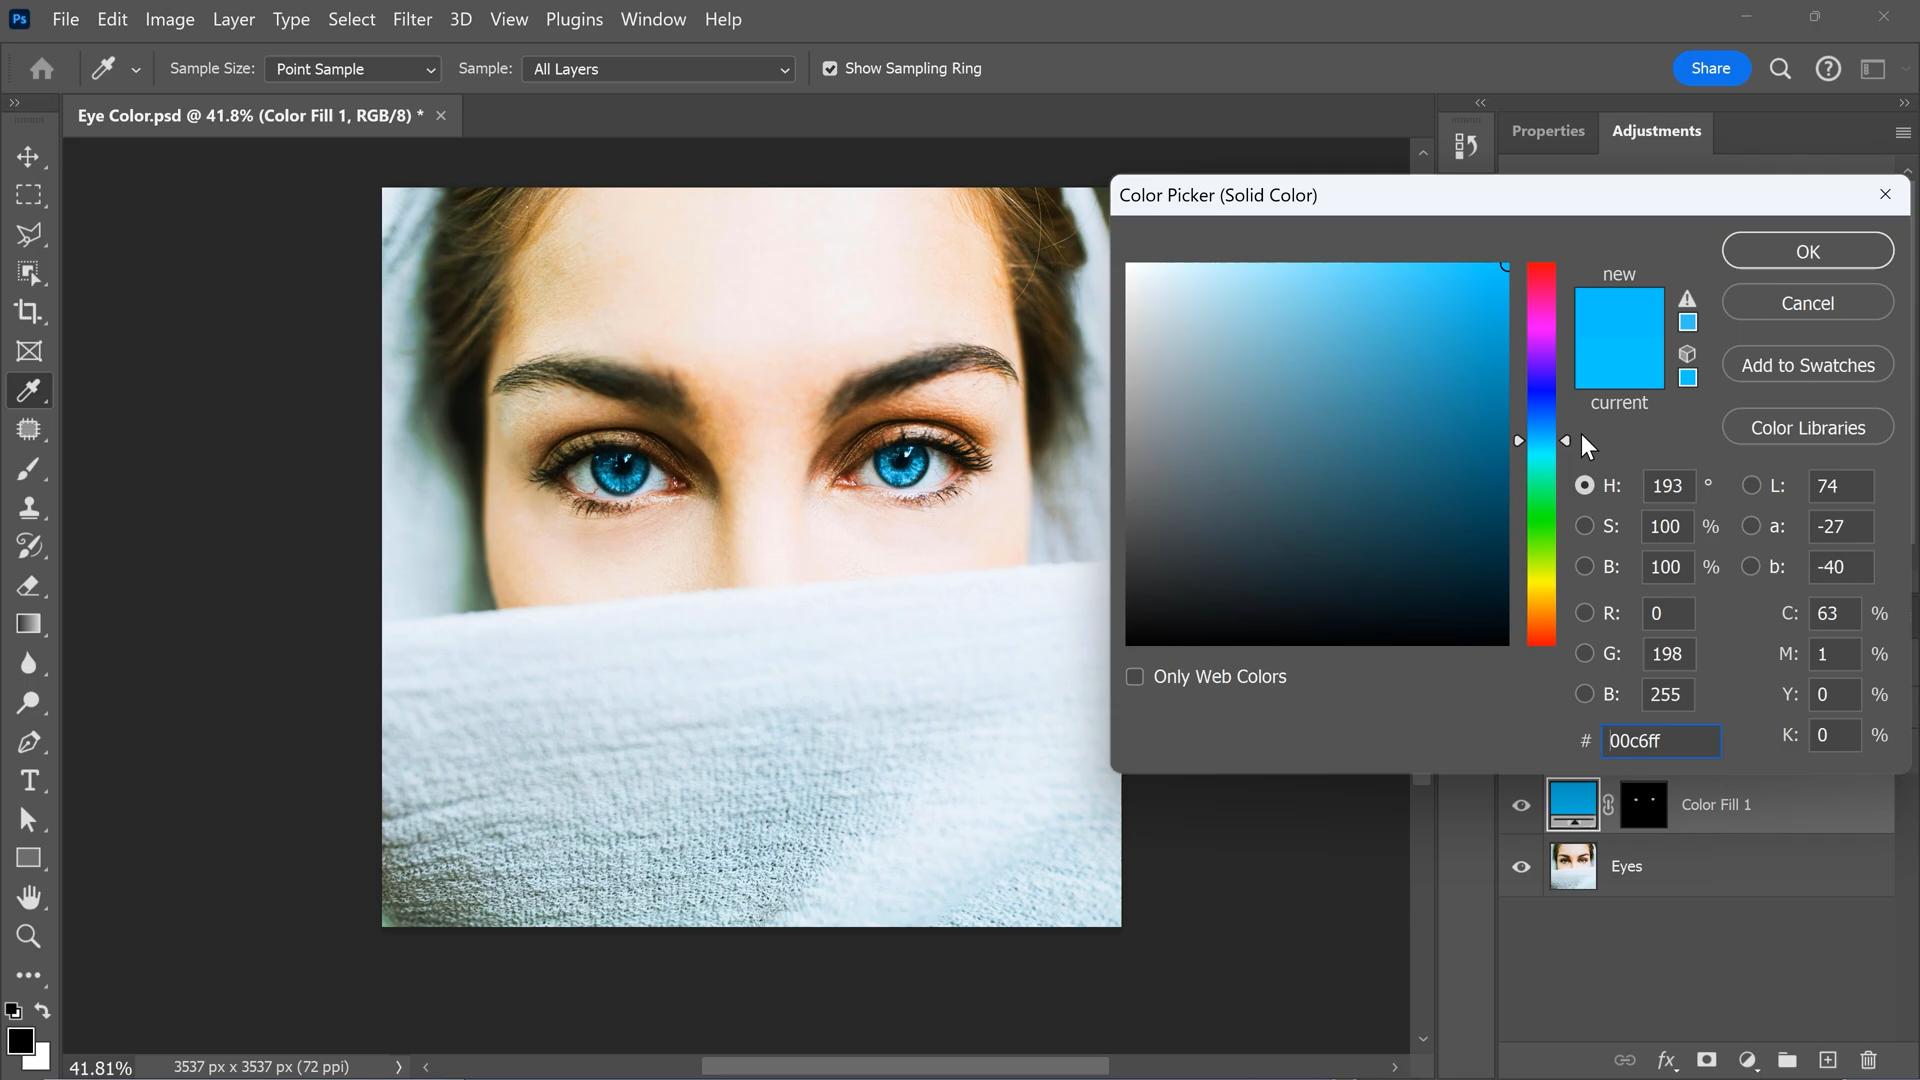 Ps File Edit Image Layer Type Select Filter 3D View Plugins Window Help
Sample Size: Point Sample Sample: All Layers Show Sampling Ring Share
Eye Color.psd @ 41.8% (Color Fill 1, RGB/8) *
Properties Adjustments
Color Picker (Solid Color)
OK
new
Cancel
Add to Swatches
current
Color Libraries
H: 193 ° L: 74
S: 100 % a: -27
B: 100 % b: -40
R: 0 C: 63 %
G: 198 M: 1 %
Only Web Colors
B: 255 Y: 0 %
# 00c6ff K: 0 %
Color Fill 1
Eyes
41.81% 3537 px x 3537 px (72 ppi)
fx